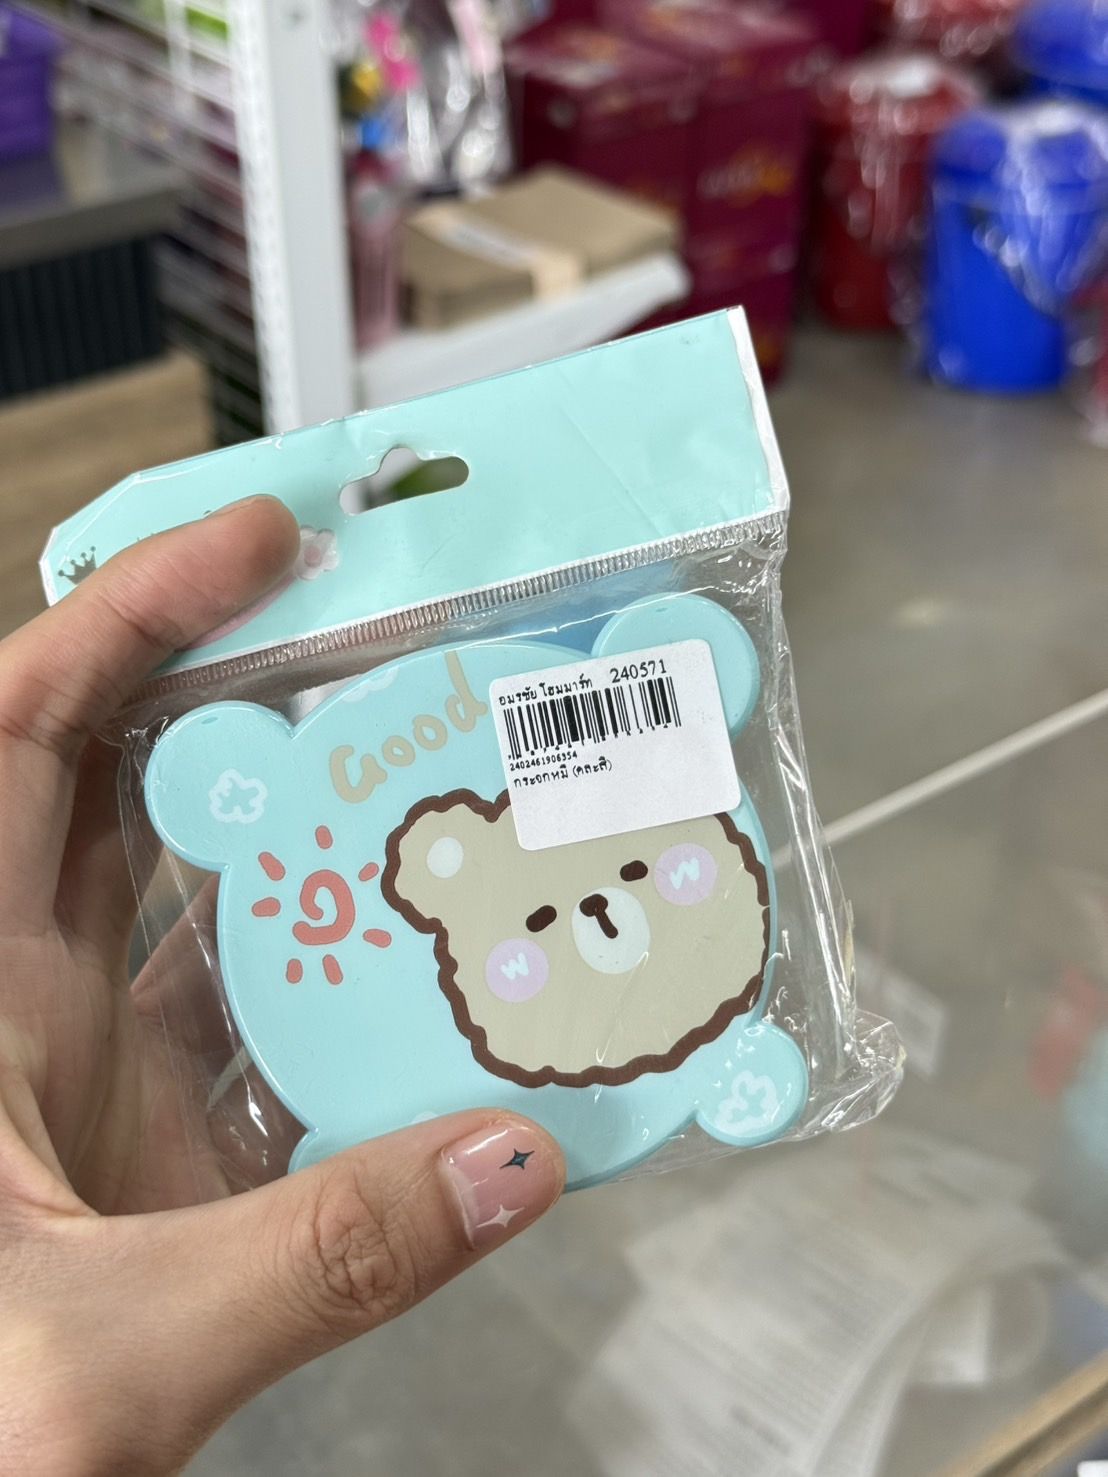 อมรชัย โฮมมาร์ท 240571
2402461906354
กระจกหมี (คละสี)
Good
W
W